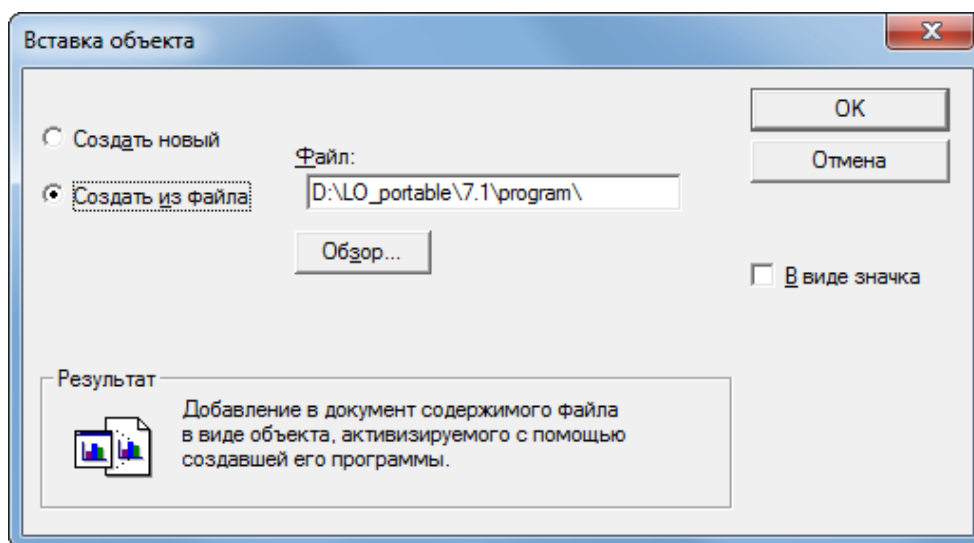 Вставка объекта
Создать новый
Создать из файла
Файл:
D:\LO_portable\7.1\program\
Обзор...
OK
Отмена
В виде значка
Результат
Добавление в документ содержимого файла
в виде объекта, активизируемого с помощью
создавшей его программы.